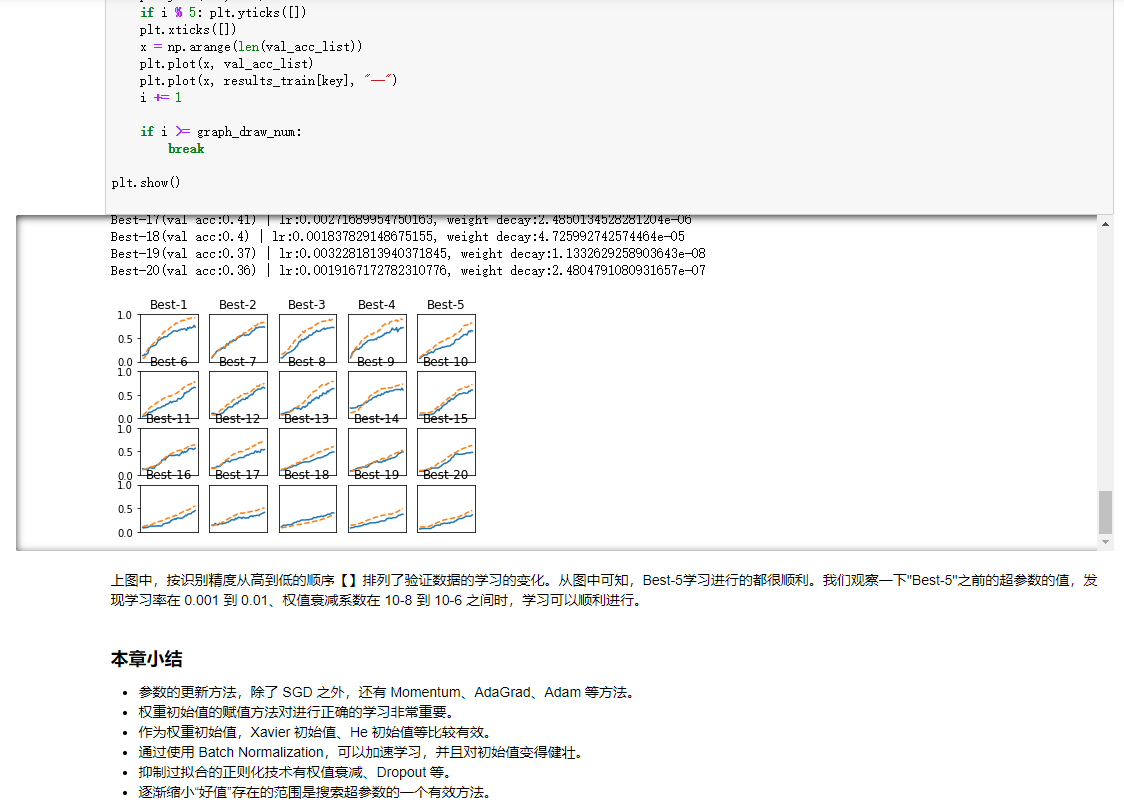 if i % 5: plt.yticks([])
plt.xticks([])
x = np.arange(len(val_acc_list))
plt.plot(x, val_acc_list)
plt.plot(x, results_train[key], "--")
i += 1
if i >= graph_draw_num:
break
plt.show()
Best-17(val acc:0.41) | lr:0.00271689954750163, weight decay:2.4850134528281204e-06
Best-18(val acc:0.4) | lr:0.001837829148675155, weight decay:4.725992742574464e-05
Best-19(val acc:0.37) | lr:0.0032281813940371845, weight decay:1.1332629258903643e-08
Best-20(val acc:0.36) | lr:0.0019167172782310776, weight decay:2.4804791080931657e-07
Best-1 Best-2 Best-3 Best-4 Best-5
1.0
0.5
0.0
Best-6 Best-7 Best-8 Best-9 Best-10
1.0
0.5
0.0
Best-11 Best-12 Best-13 Best-14 Best-15
1.0
0.5
0.0
Best-16 Best-17 Best-18 Best-19 Best-20
1.0
0.5
0.0
上图中，按识别精度从高到低的顺序【】排列了验证数据的学习的变化。从图中可知，Best-5学习进行的都很顺利。我们观察一下"Best-5"之前的超参数的值，发
现学习率在 0.001 到 0.01、权值衰减系数在 10-8 到 10-6 之间时，学习可以顺利进行。
本章小结
• 参数的更新方法，除了 SGD 之外，还有 Momentum、AdaGrad、Adam 等方法。
• 权重初始值的赋值方法对进行正确的学习非常重要。
• 作为权重初始值，Xavier 初始值、He 初始值等比较有效。
• 通过使用 Batch Normalization，可以加速学习，并且对初始值变得健壮。
• 抑制过拟合的正则化技术有权值衰减、Dropout 等。
• 逐渐缩小“好值”存在的范围是搜索超参数的一个有效方法。